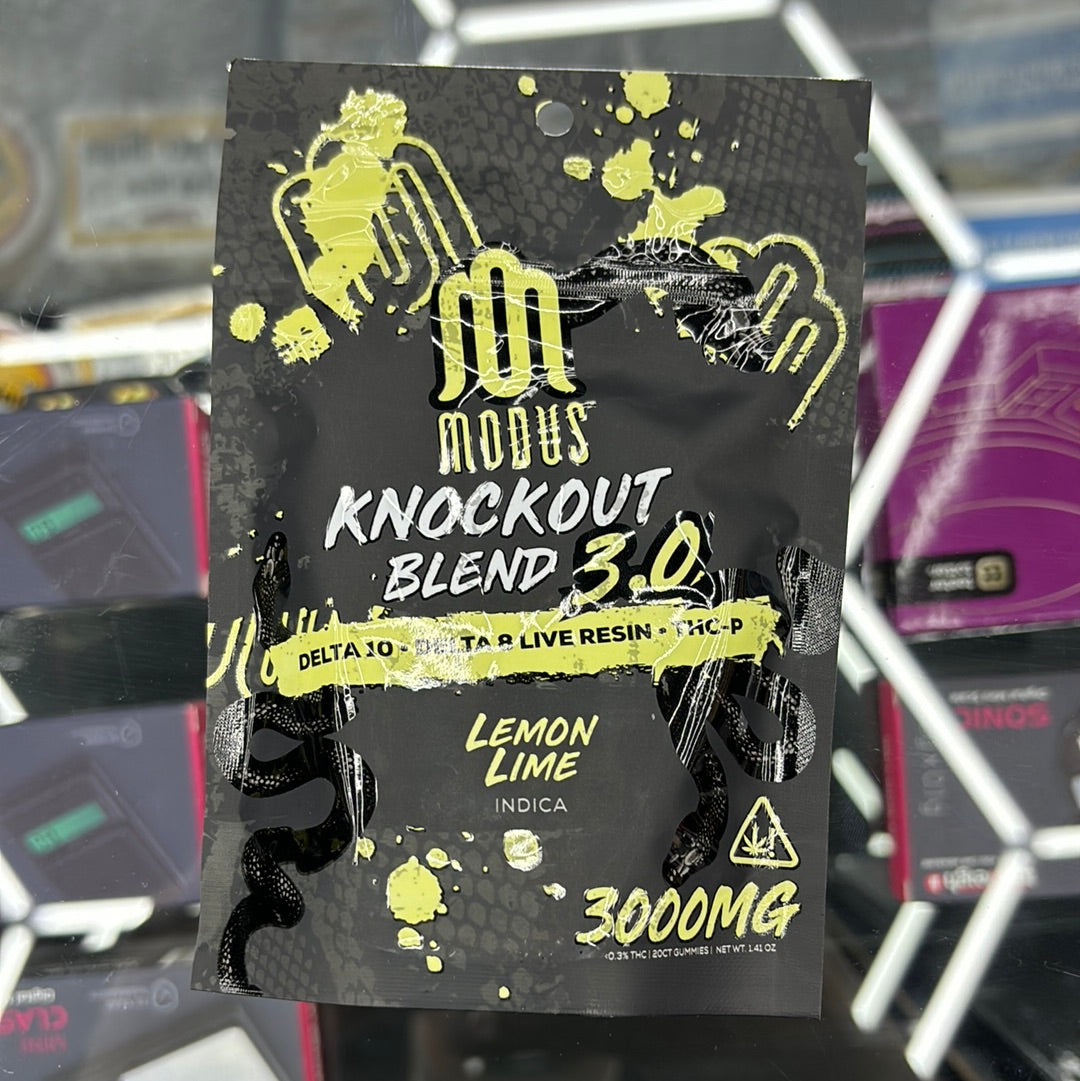 MODUS
KNOCKOUT
BLEND 3.0
DELTA 10 • DELTA 8 LIVE RESIN • THC-P
LEMON
LIME
INDICA
3000MG
<0.3% THC | 20CT GUMMIES | NET WT. 1.41 OZ